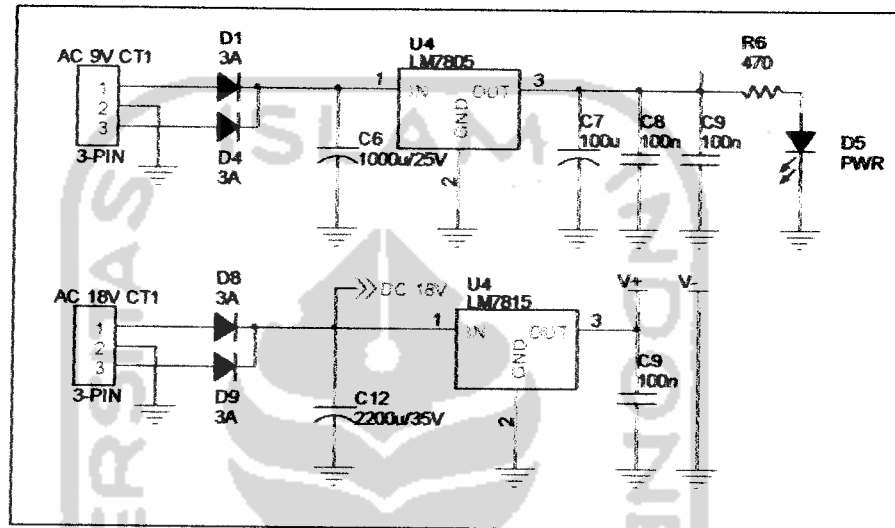 D1
3A
AC 9V CT1
1
2
3
3-PIN
D4
3A
C6
1000u/25V
U4
LM7805
1
IN
OUT
3
GND
2
C7
100u
C8
100n
C9
100n
R6
470
D5
PWR
D8
3A
AC 18V CT1
1
2
3
3-PIN
D9
3A
DC 18V
C12
2200u/35V
U4
LM7815
1
IN
OUT
3
GND
2
V+
V-
C9
100n
ISLAM